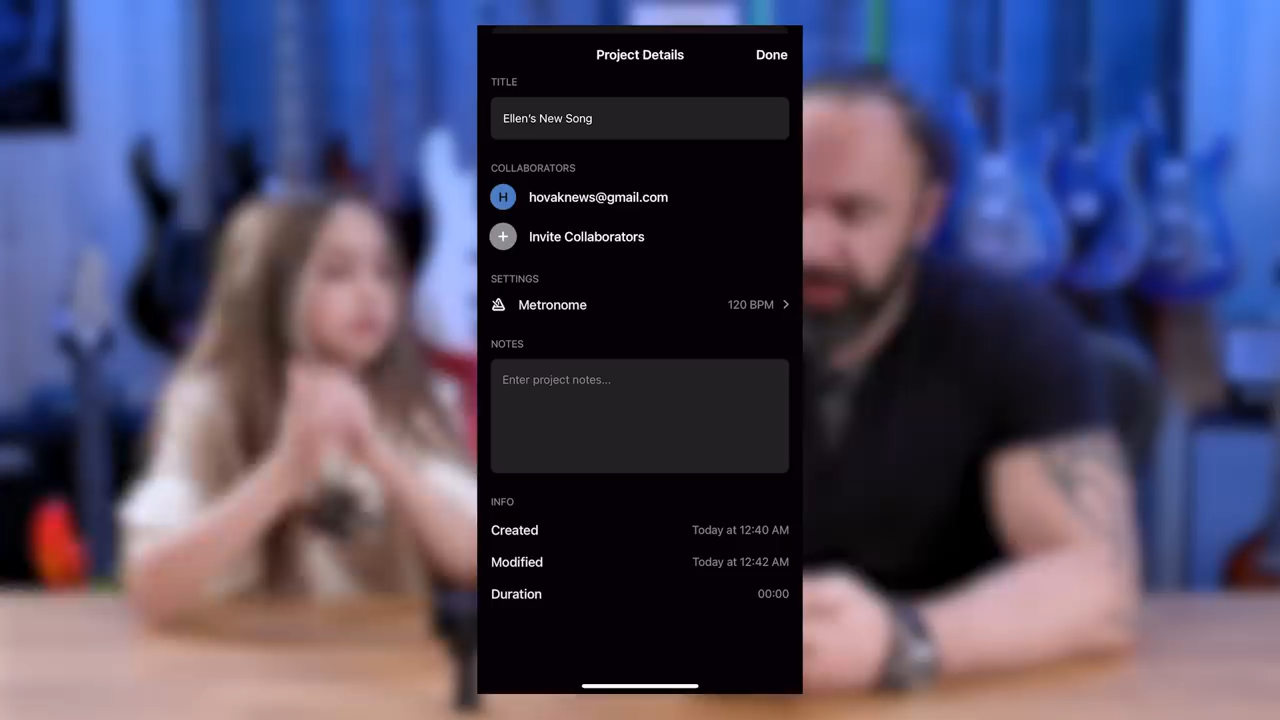 Project Details
Done
TITLE
Ellen's New Song
COLLABORATORS
H
hovaknews@gmail.com
+
Invite Collaborators
SETTINGS
Metronome
120 BPM
NOTES
Enter project notes...
INFO
Created
Today at 12:40 AM
Modified
Today at 12:42 AM
Duration
00:00